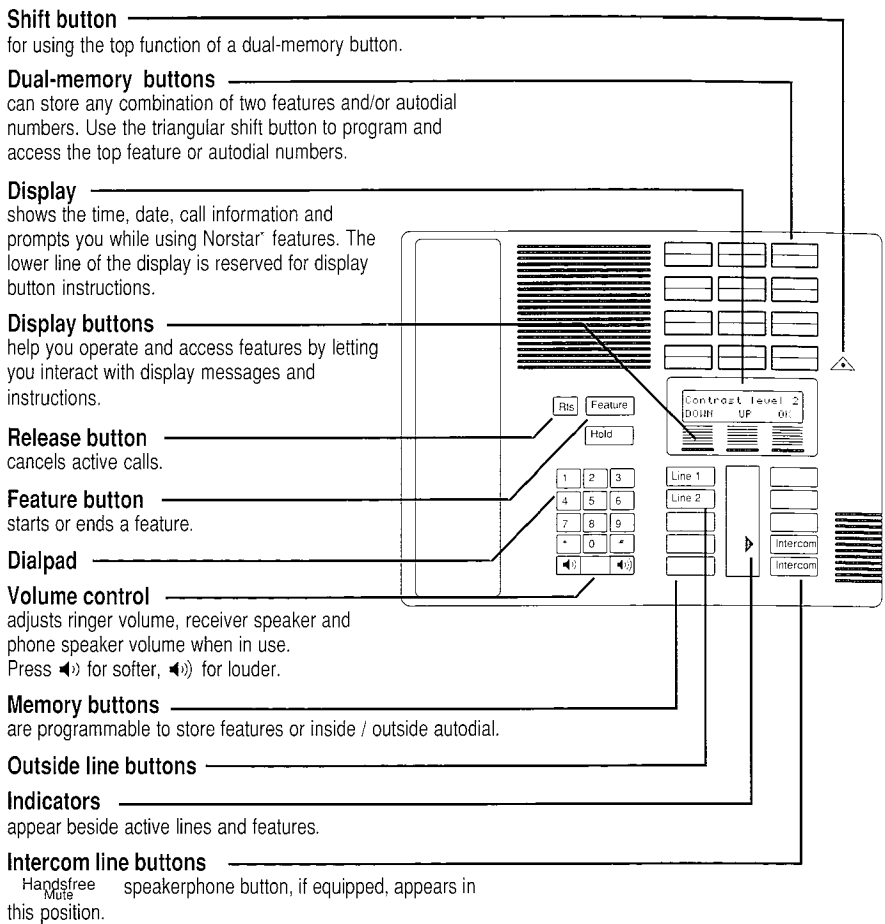 Shift button
for using the top function of a dual-memory button.
Dual-memory buttons
can store any combination of two features and/or autodial
numbers. Use the triangular shift button to program and
access the top feature or autodial numbers.
Display
shows the time, date, call information and
prompts you while using Norstar* features. The
lower line of the display is reserved for display
button instructions.
Display buttons
help you operate and access features by letting
you interact with display messages and
instructions.
Release button
cancels active calls.
Feature button
starts or ends a feature.
Dialpad
Volume control
adjusts ringer volume, receiver speaker and
phone speaker volume when in use.
Press 🔉 for softer, 🔊 for louder.
Memory buttons
are programmable to store features or inside / outside autodial.
Outside line buttons
Indicators
appear beside active lines and features.
Intercom line buttons
Handsfree speakerphone button, if equipped, appears in
Mute
this position.
Contrast level 2
DOWN UP OK
Rls Feature
Hold
1 2 3
4 5 6
7 8 9
* 0 #
Line 1
Line 2
Intercom
Intercom